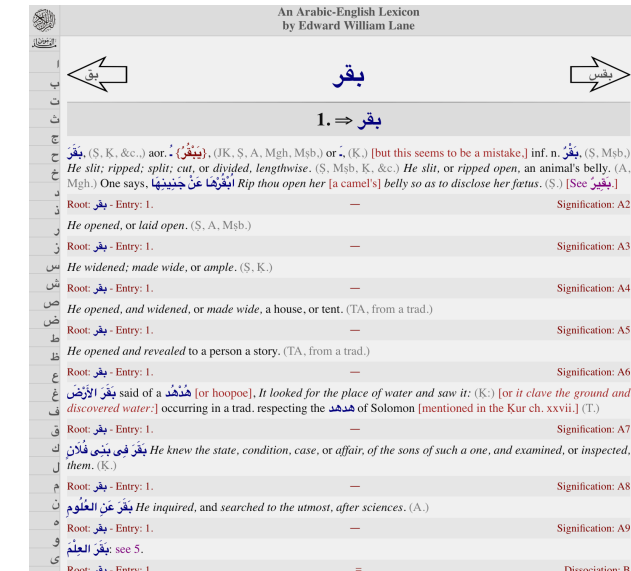 An Arabic-English Lexicon
by Edward William Lane
بق
بقر
بقس
1. ⇒ بقر
ا
ب
ت
ث
ج
ح
خ
د
ذ
ر
ز
س
ش
ص
ض
ط
ظ
ع
غ
ف
ق
ك
ل
م
ن
ه
و
ى
بَقَرَ, (Ṣ, Ḳ, &c.,) aor. ـُ {يَبْقُرُ}, (JK, Ṣ, A, Mgh, Mṣb,) or ـَ, (Ḳ,) [but this seems to be a mistake,] inf. n. بَقْرٌ, (Ṣ, Mṣb,)
He slit; ripped; split; cut, or divided, lengthwise. (Ṣ, Mṣb, Ḳ, &c.) He slit, or ripped open, an animal's belly. (A,
Mgh.) One says, ابْقُرْهَا عَنْ جَنِينِهَا Rip thou open her [a camel's] belly so as to disclose her fœtus. (Ṣ.) [See بَقِيرٌ.]
Root: بقر - Entry: 1. — Signification: A2
He opened, or laid open. (Ṣ, A, Mṣb.)
Root: بقر - Entry: 1. — Signification: A3
He widened; made wide, or ample. (Ṣ, Ḳ.)
Root: بقر - Entry: 1. — Signification: A4
He opened, and widened, or made wide, a house, or tent. (TA, from a trad.)
Root: بقر - Entry: 1. — Signification: A5
He opened and revealed to a person a story. (TA, from a trad.)
Root: بقر - Entry: 1. — Signification: A6
بَقَرَ الأَرْضَ said of a هُدْهُد [or hoopoe], It looked for the place of water and saw it: (Ḳ:) [or it clave the ground and
discovered water:] occurring in a trad. respecting the هدهد of Solomon [mentioned in the Ḳur ch. xxvii.] (T.)
Root: بقر - Entry: 1. — Signification: A7
بَقَرَ فِى بَنِى فُلَانٍ He knew the state, condition, case, or affair, of the sons of such a one, and examined, or inspected,
them. (Ḳ.)
Root: بقر - Entry: 1. — Signification: A8
بَقَرَ عَنِ العُلُومِ He inquired, and searched to the utmost, after sciences. (A.)
Root: بقر - Entry: 1. — Signification: A9
بَقَرَ العِلْمَ: see 5.
Root: بقر - Entry: 1. = Dissociation: B